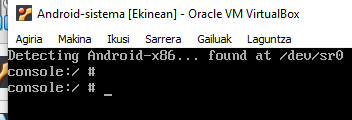 Android-sistema [Ekinean] - Oracle VM VirtualBox
Agiria Makina Ikusi Sarrera Gailuak Laguntza
Detecting Android-x86... found at /dev/sr0
console:/ #
console:/ # _